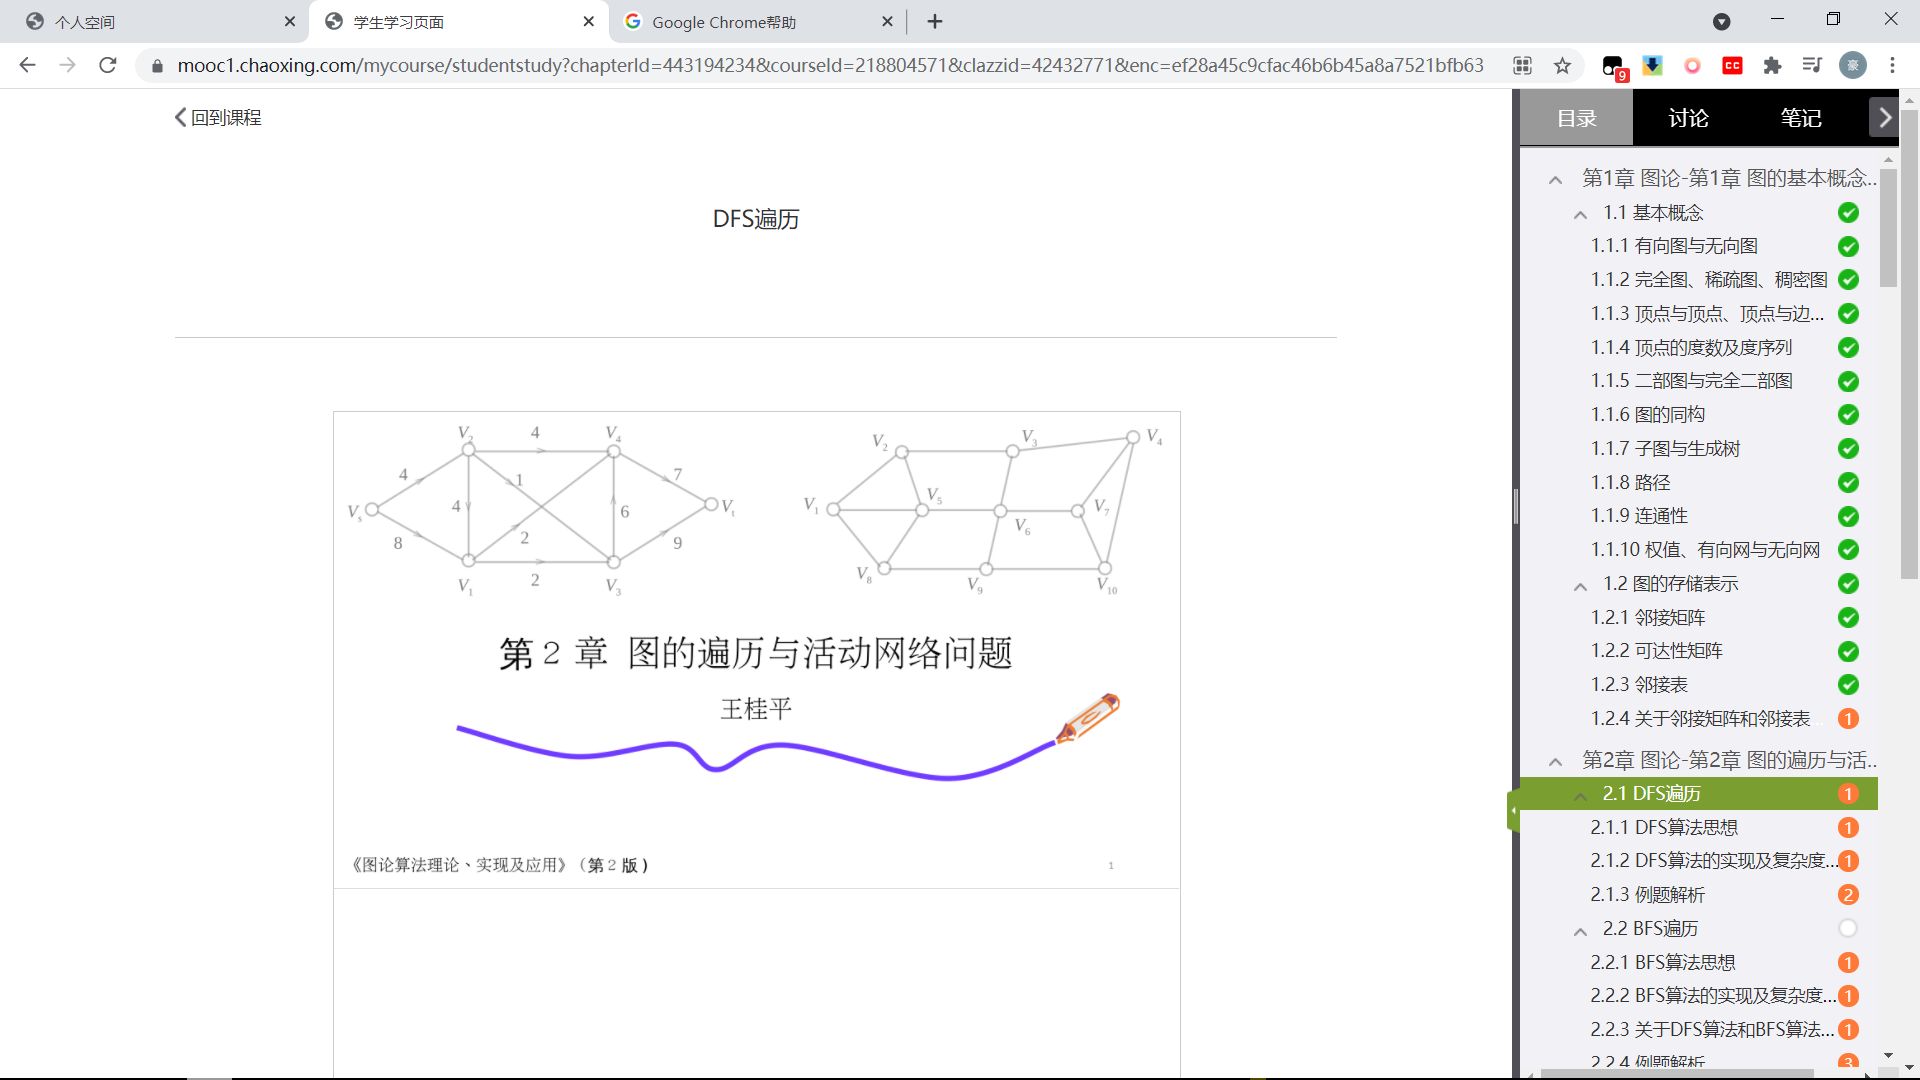 个人空间
学生学习页面
Google Chrome帮助
mooc1.chaoxing.com/mycourse/studentstudy?chapterId=443194234&courseId=218804571&clazzid=42432771&enc=ef28a45c9cfac46b6b45a8a7521bfb63
9
CC
豪
回到课程
DFS遍历
V2
4
V4
4
1
7
Vs
4
6
Vt
8
2
9
V1
2
V3
V2
V3
V4
V1
V5
V6
V7
V8
V9
V10
第 2 章 图的遍历与活动网络问题
王桂平
《图论算法理论、实现及应用》(第 2 版)
1
目录
讨论
笔记
第1章 图论-第1章 图的基本概念..
1.1 基本概念
1.1.1 有向图与无向图
1.1.2 完全图、稀疏图、稠密图
1.1.3 顶点与顶点、顶点与边...
1.1.4 顶点的度数及度序列
1.1.5 二部图与完全二部图
1.1.6 图的同构
1.1.7 子图与生成树
1.1.8 路径
1.1.9 连通性
1.1.10 权值、有向网与无向网
1.2 图的存储表示
1.2.1 邻接矩阵
1.2.2 可达性矩阵
1.2.3 邻接表
1.2.4 关于邻接矩阵和邻接表... 1
第2章 图论-第2章 图的遍历与活..
2.1 DFS遍历 1
2.1.1 DFS算法思想 1
2.1.2 DFS算法的实现及复杂度... 1
2.1.3 例题解析 2
2.2 BFS遍历
2.2.1 BFS算法思想 1
2.2.2 BFS算法的实现及复杂度... 1
2.2.3 关于DFS算法和BFS算法... 1
2.2.4 例题解析 3